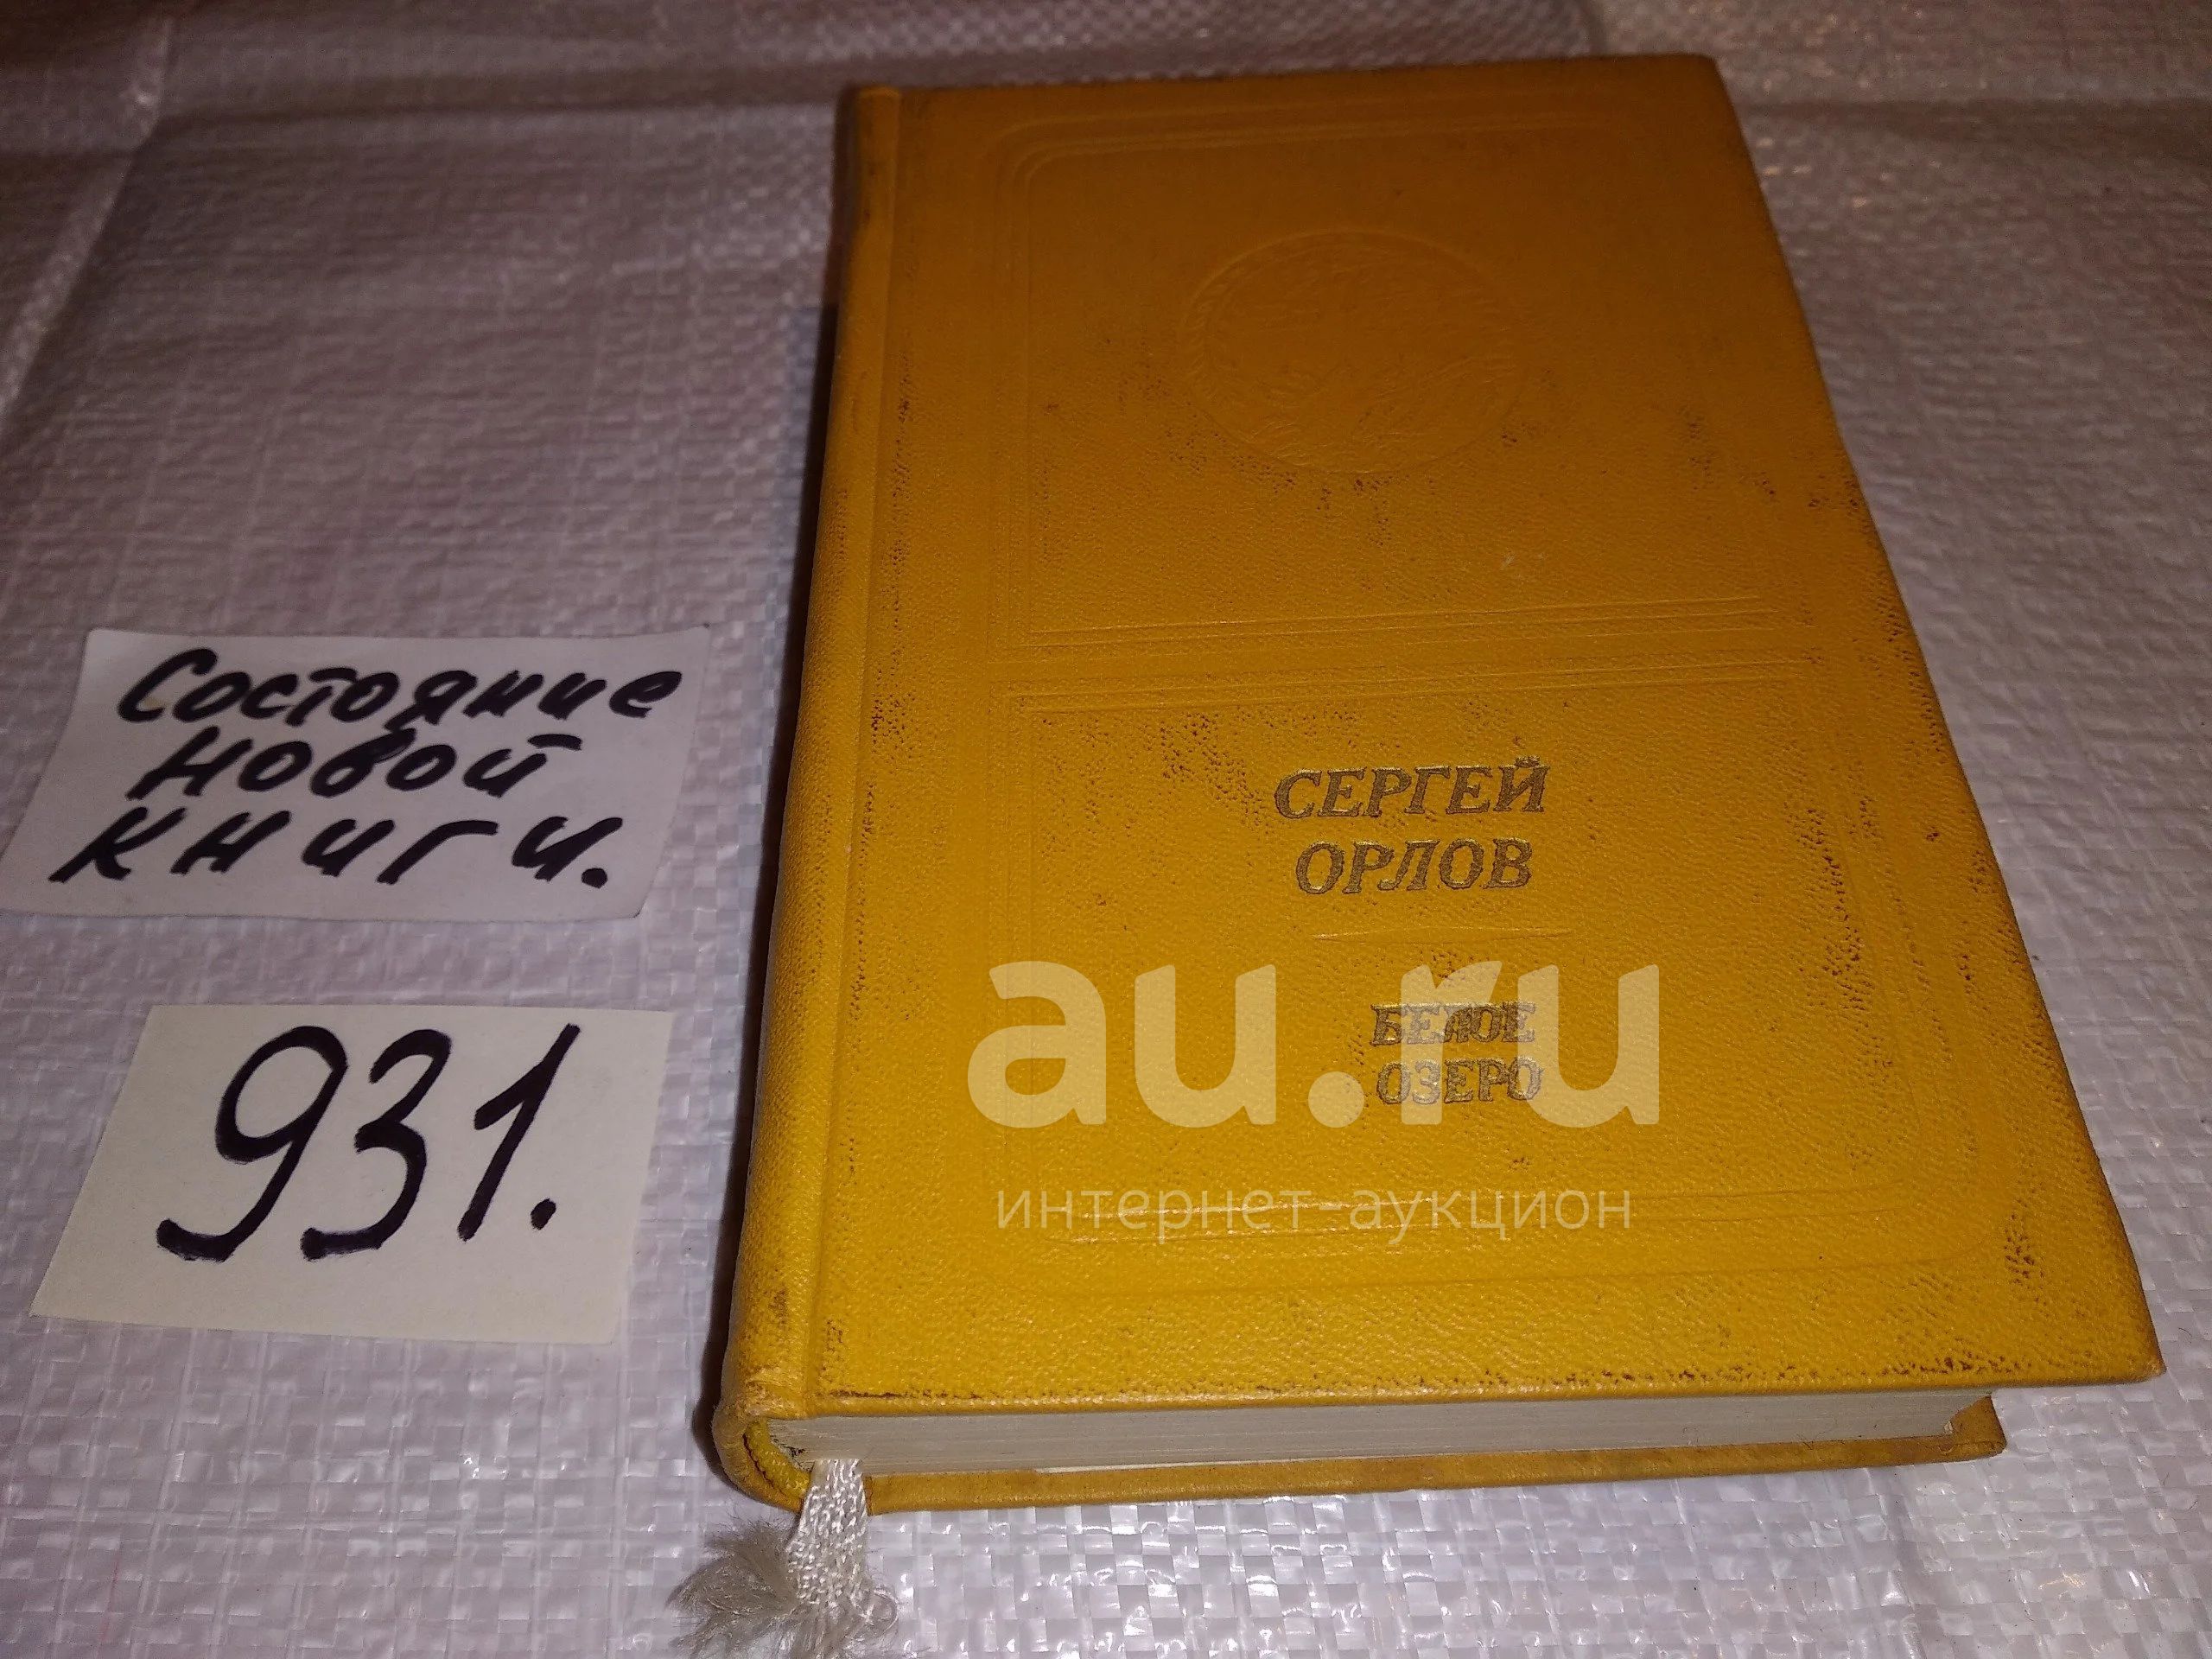 Состояние
новой
книги.
931.
СЕРГЕЙ
ОРЛОВ
БЕЛОЕ
ОЗЕРО
au.ru
интернет-аукцион